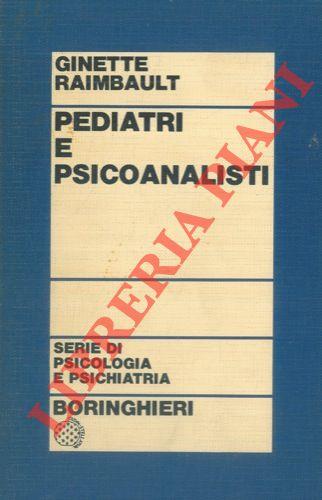 GINETTE
RAIMBAULT
PEDIATRI
E
PSICOANALISTI
SERIE DI
PSICOLOGIA
E PSICHIATRIA
BORINGHIERI
LIBRERIA PIANI